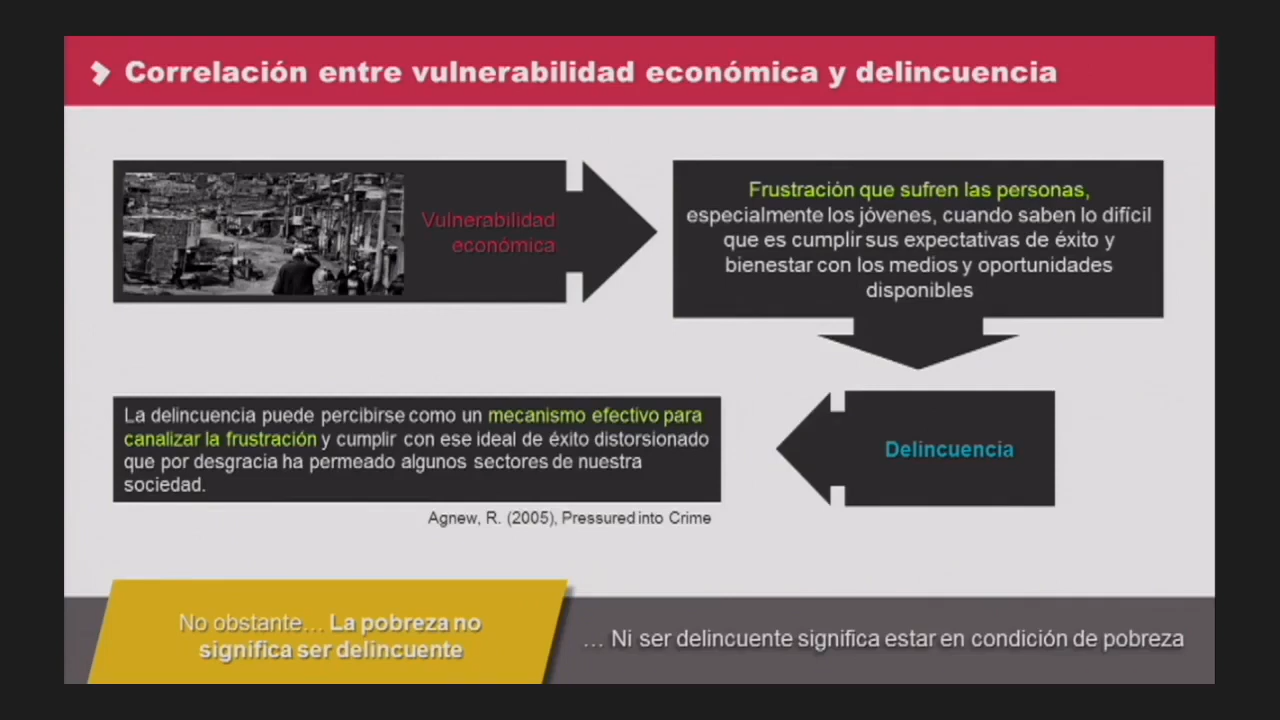 Correlación entre vulnerabilidad económica y delincuencia
Vulnerabilidad
económica
Frustración que sufren las personas,
especialmente los jóvenes, cuando saben lo difícil
que es cumplir sus expectativas de éxito y
bienestar con los medios y oportunidades
disponibles
Delincuencia
La delincuencia puede percibirse como un mecanismo efectivo para
canalizar la frustración y cumplir con ese ideal de éxito distorsionado
que por desgracia ha permeado algunos sectores de nuestra
sociedad.
Agnew, R. (2005), Pressured into Crime
No obstante... La pobreza no
significa ser delincuente
... Ni ser delincuente significa estar en condición de pobreza